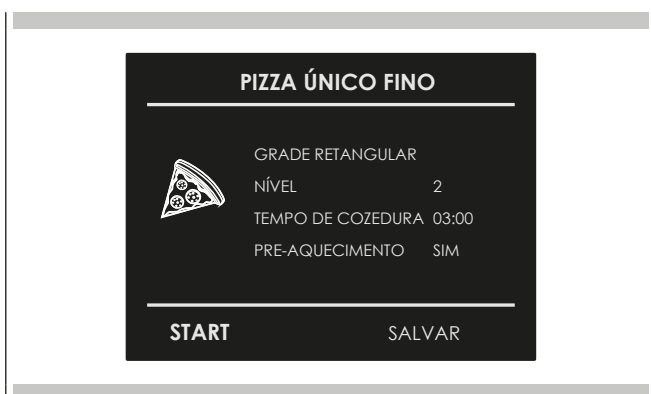 PIZZA ÚNICO FINO
GRADE RETANGULAR
NÍVEL 2
TEMPO DE COZEDURA 03:00
PRE-AQUECIMENTO SIM
START SALVAR